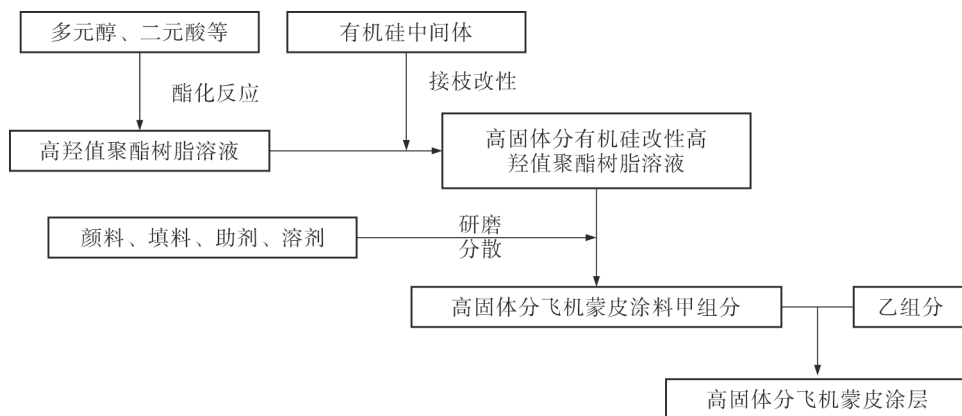 多元醇、二元酸等
有机硅中间体
酯化反应
接枝改性
高羟值聚酯树脂溶液
高固体分有机硅改性高
羟值聚酯树脂溶液
颜料、填料、助剂、溶剂
研磨
分散
高固体分飞机蒙皮涂料甲组分
乙组分
高固体分飞机蒙皮涂层